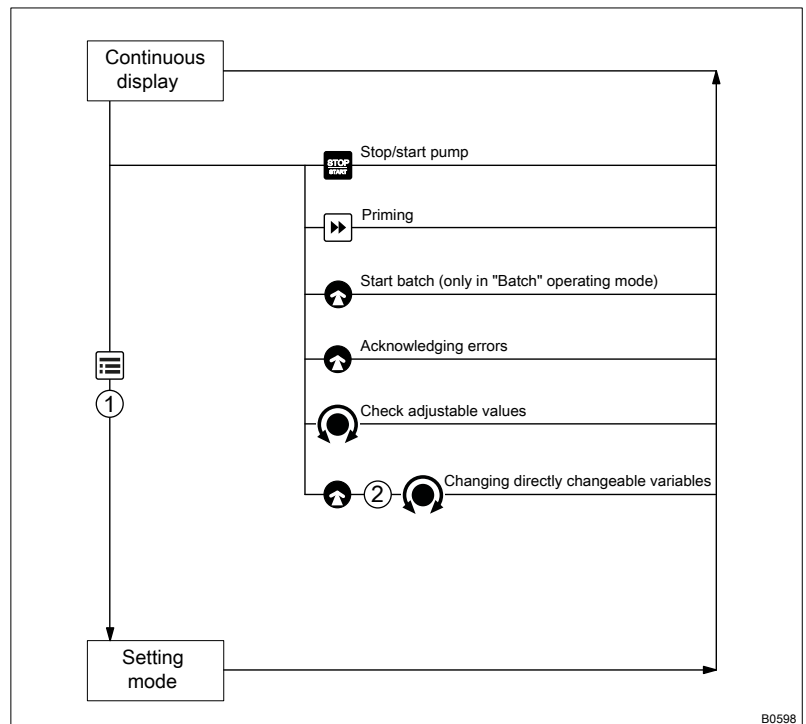 Continuous
display
STOP
START
Stop/start pump
Priming
Start batch (only in "Batch" operating mode)
Acknowledging errors
1
Check adjustable values
2
Changing directly changeable variables
Setting
mode
B0598